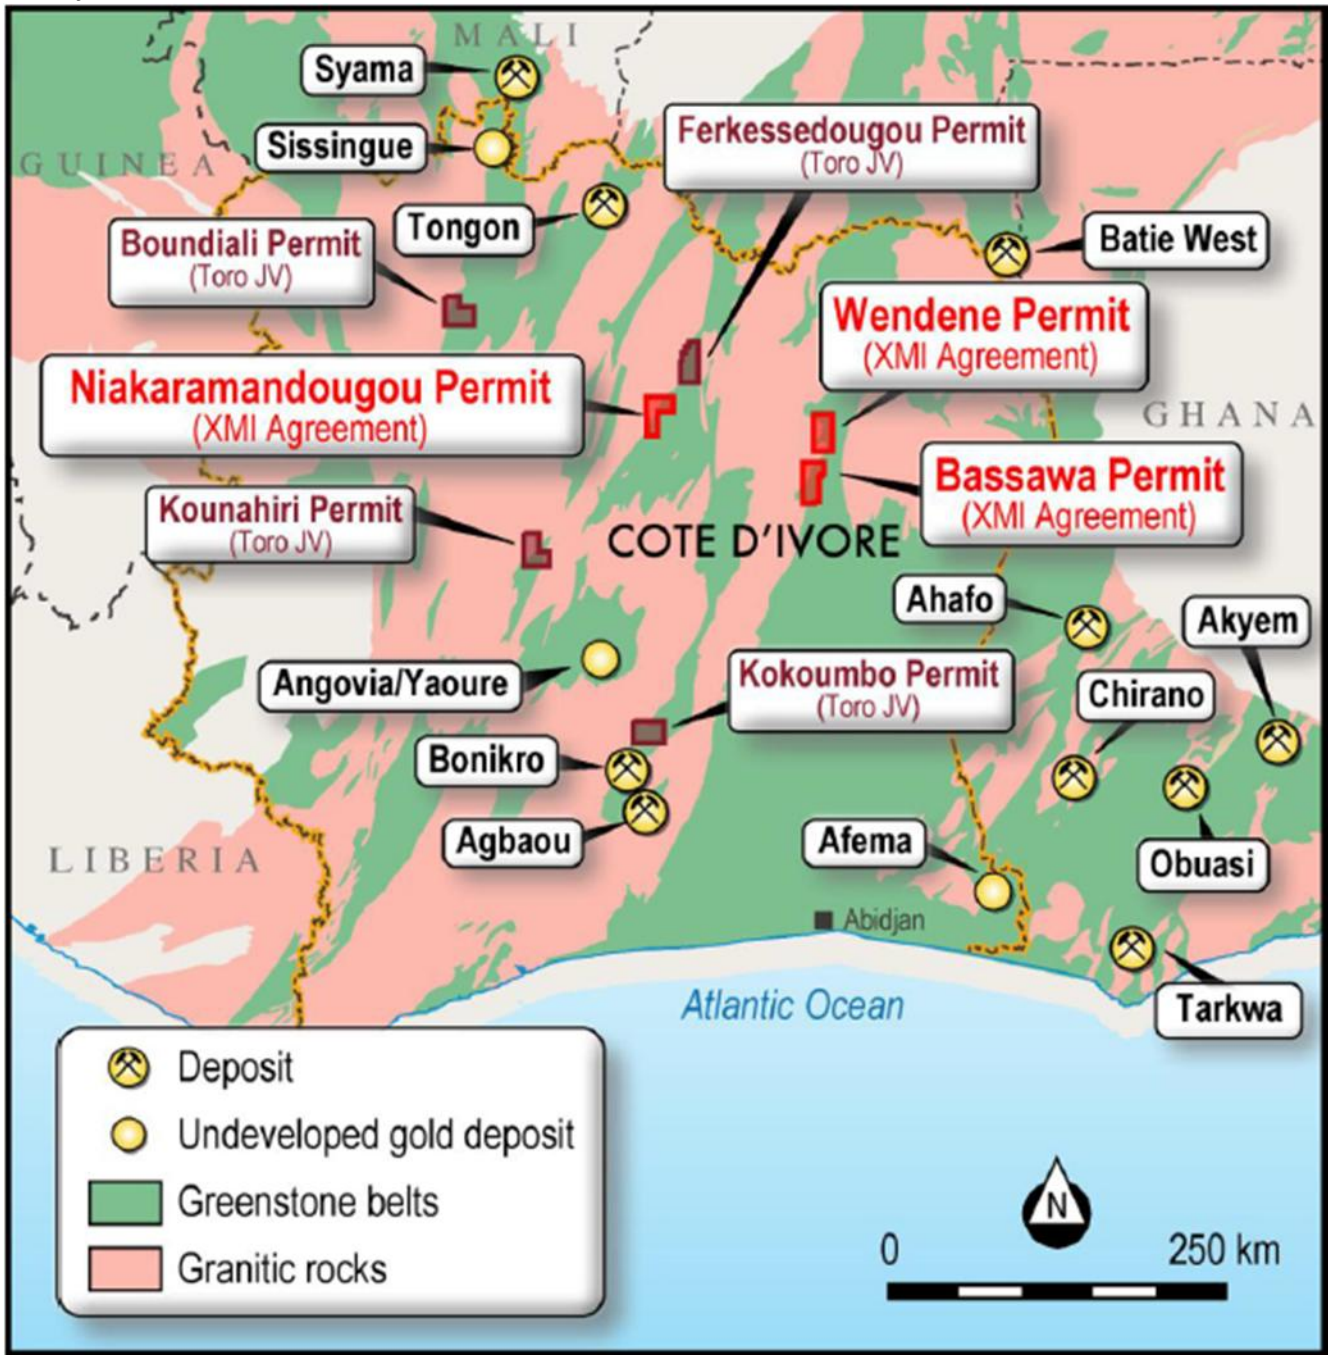 MALI
Syama
Sissingue
GUINEA
Ferkessedougou Permit
(Toro JV)
Tongon
Boundiali Permit
(Toro JV)
Batie West
Wendene Permit
(XMI Agreement)
Niakaramandougou Permit
(XMI Agreement)
GHANA
Bassawa Permit
(XMI Agreement)
Kounahiri Permit
(Toro JV)
COTE D'IVORE
Ahafo
Akyem
Angovia/Yaoure
Kokoumbo Permit
(Toro JV)
Chirano
Bonikro
Agbaou
Afema
Obuasi
LIBERIA
Abidjan
Tarkwa
Atlantic Ocean
Deposit
Undeveloped gold deposit
Greenstone belts
Granitic rocks
N
0 250 km